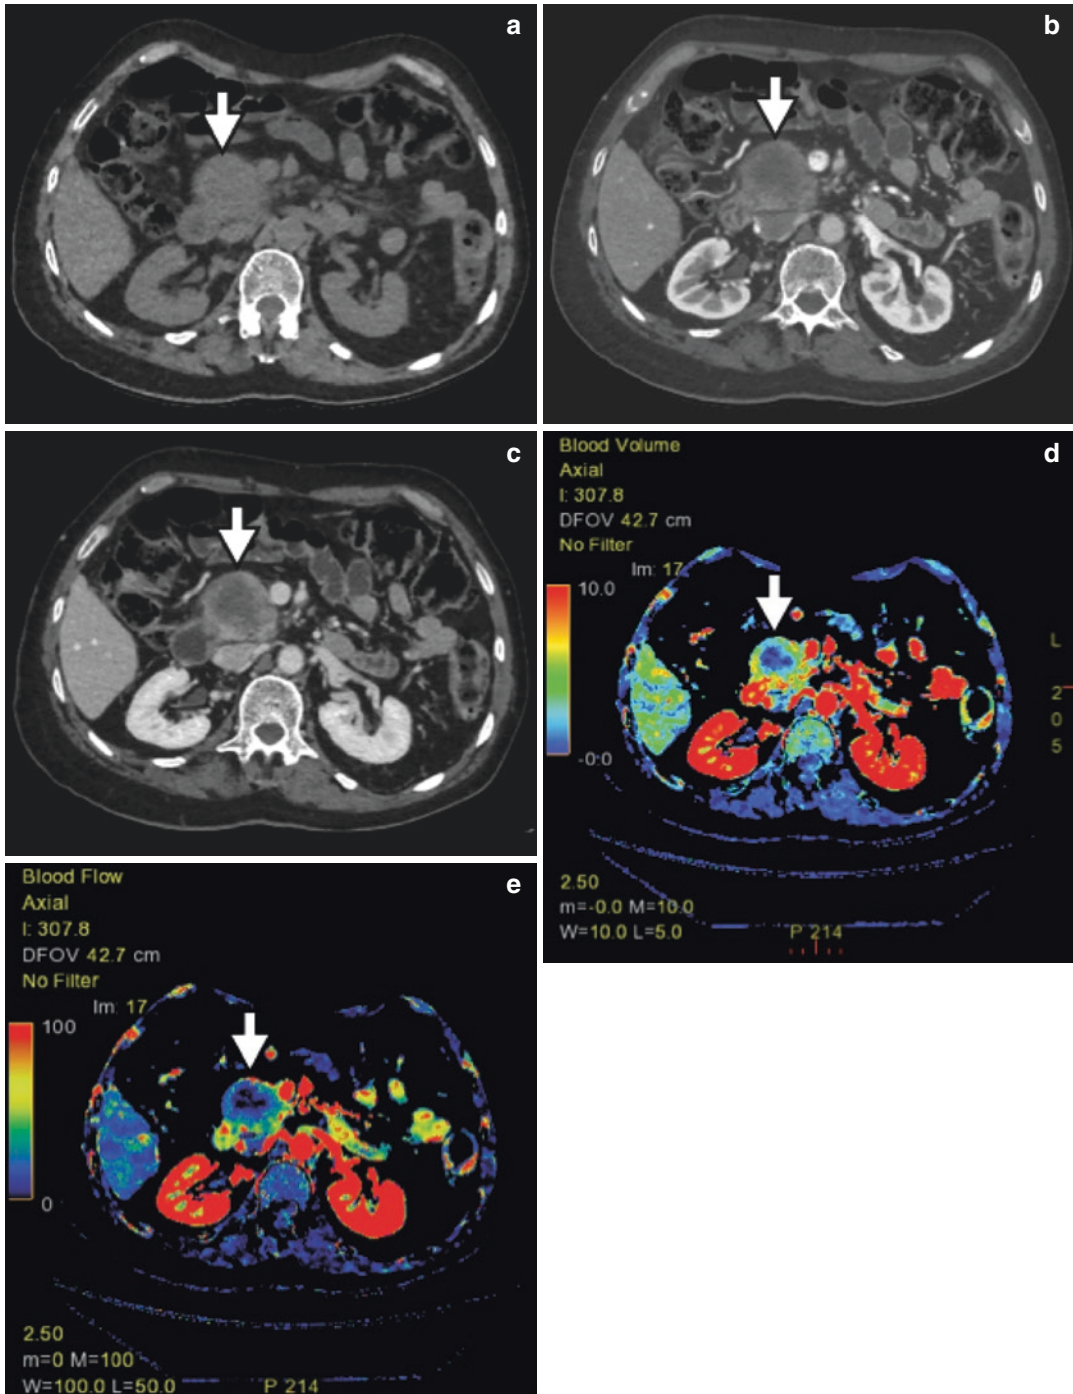 a
b
c
Blood Volume
Axial
I: 307.8
DFOV 42.7 cm
No Filter
Im: 17
d
10.0
-0.0
L
2
0
5
2.50
m=-0.0 M=10.0
W=10.0 L=5.0
P 214
Blood Flow
Axial
I: 307.8
DFOV 42.7 cm
No Filter
Im: 17
e
100
0
2.50
m=0 M=100
W=100.0 L=50.0
P 214